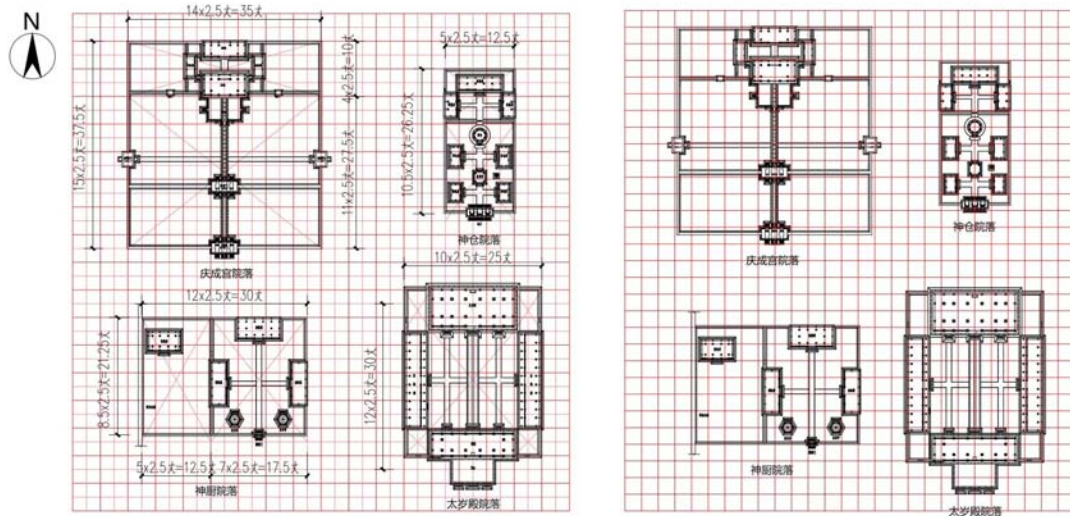 N
14x2.5丈=35丈
15x2.5丈=37.5丈
4x2.5丈=10丈
11x2.5丈=27.5丈
庆成宫院落
5x2.5丈=12.5丈
10.5x2.5丈=26.25丈
神仓院落
12x2.5丈=30丈
8.5x2.5丈=21.25丈
5x2.5丈=12.5丈
7x2.5丈=17.5丈
神厨院落
10x2.5丈=25丈
12x2.5丈=30丈
太岁殿院落
庆成宫院落
神仓院落
神厨院落
太岁殿院落